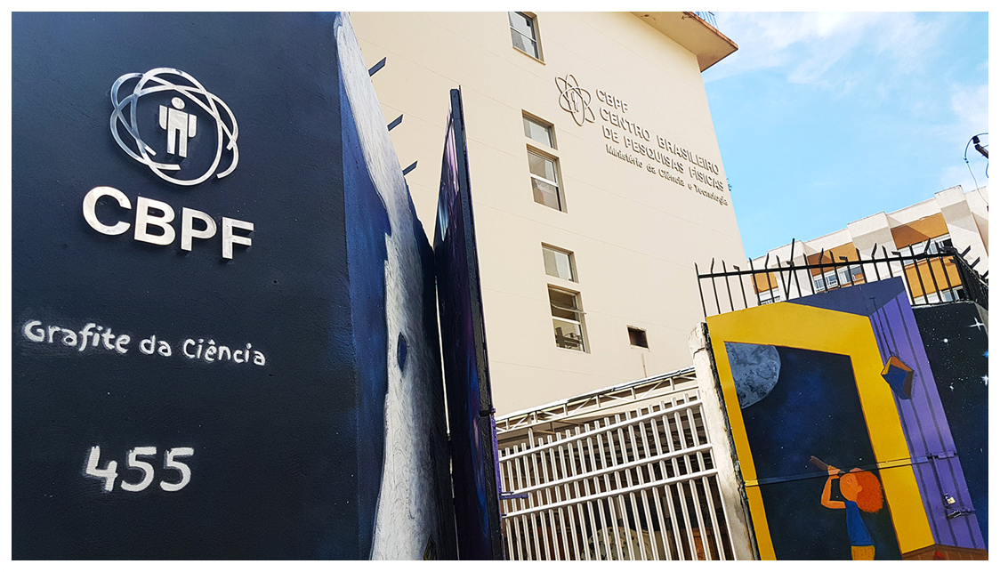 CBPF
Grafite da Ciência
455
CBPF
CENTRO BRASILEIRO
DE PESQUISAS FÍSICAS
Ministério da Ciência e Tecnologia